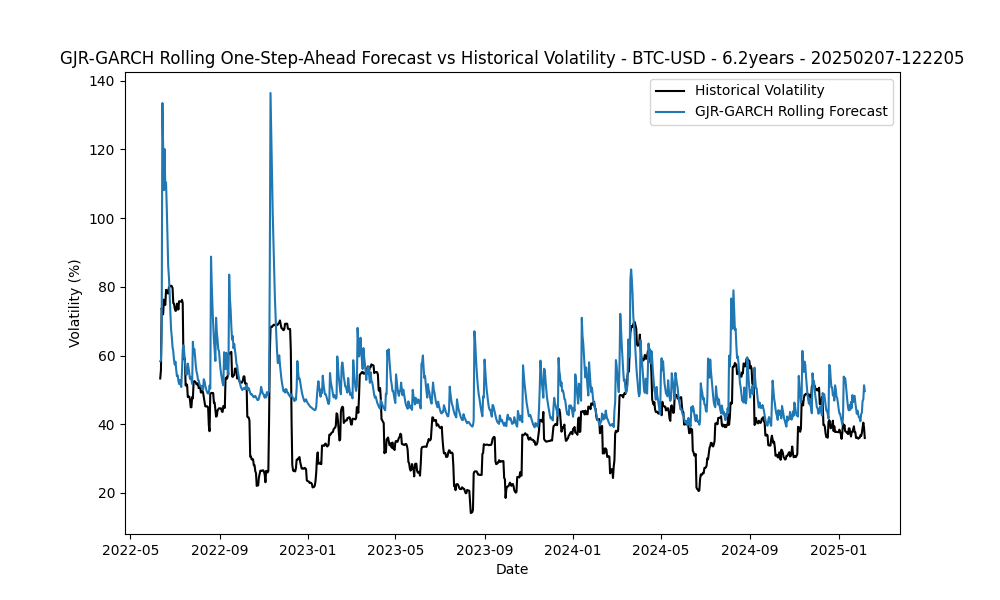 GJR-GARCH Rolling One-Step-Ahead Forecast vs Historical Volatility - BTC-USD - 6.2years - 20250207-122205
Historical Volatility
GJR-GARCH Rolling Forecast
Volatility (%)
140
120
100
80
60
40
20
2022-05 2022-09 2023-01 2023-05 2023-09 2024-01 2024-05 2024-09 2025-01
Date